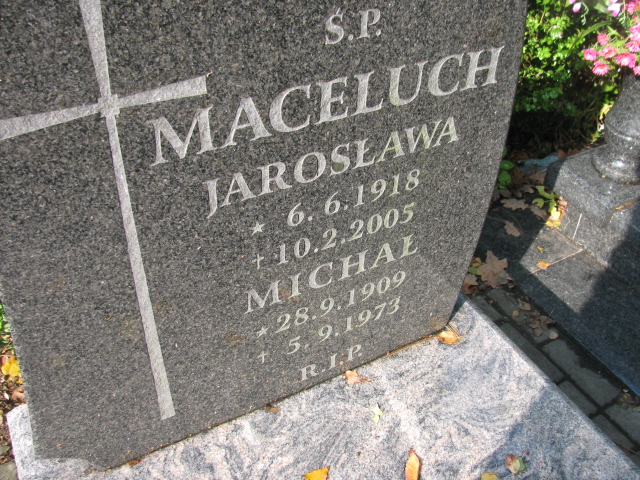 Ś.P.
MACELUCH
JAROSŁAWA
* 6.6.1918
+ 10.2.2005
MICHAŁ
* 28.9.1909
+ 5.9.1973
R.I.P.